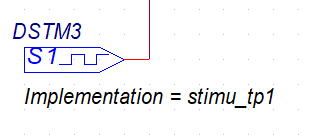 DSTM3
S1
Implementation = stimu_tp1